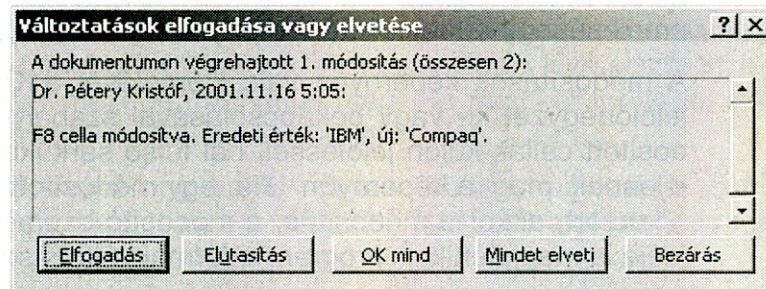 Változtatások elfogadása vagy elvetése
A dokumentumon végrehajtott 1. módosítás (összesen 2):
Dr. Pétery Kristóf, 2001.11.16 5:05:
F8 cella módosítva. Eredeti érték: 'IBM', új: 'Compaq'.
Elfogadás Elutasítás OK mind Mindet elveti Bezárás